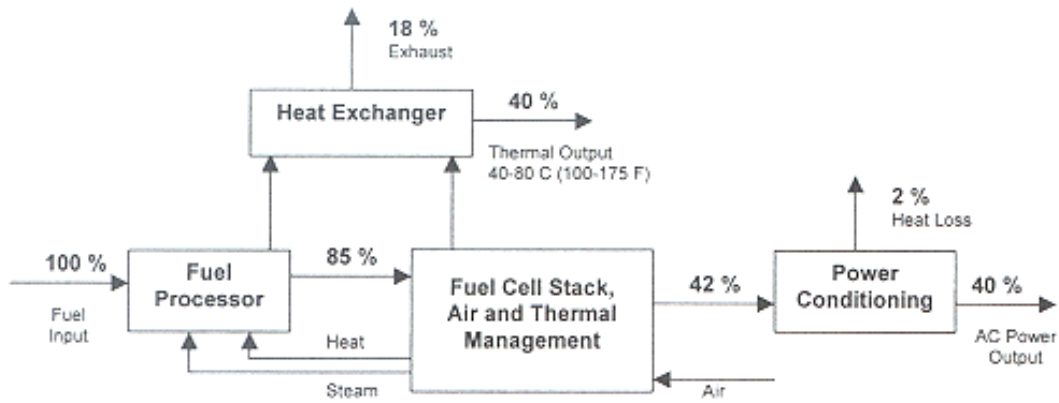 18 %
Exhaust
Heat Exchanger
40 %
Thermal Output
40-80 C (100-175 F)
2 %
Heat Loss
100 %
Fuel
Input
Fuel
Processor
85 %
Fuel Cell Stack,
Air and Thermal
Management
42 %
Power
Conditioning
40 %
AC Power
Output
Heat
Steam
Air